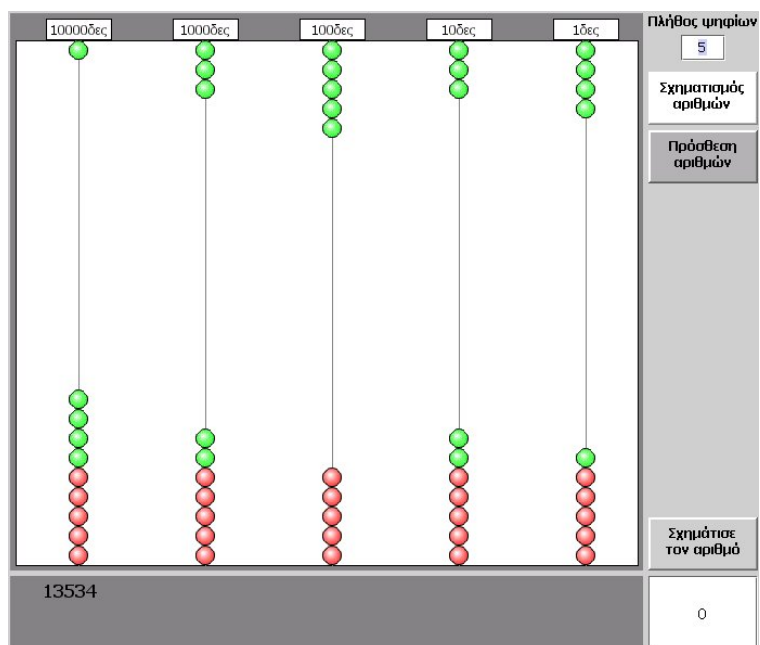 10000δες 1000δες 100δες 10δες 1δες
Πλήθος ψηφίων
5
Σχηματισμός
αριθμών
Πρόσθεση
αριθμών
Σχημάτισε
τον αριθμό
13534
0